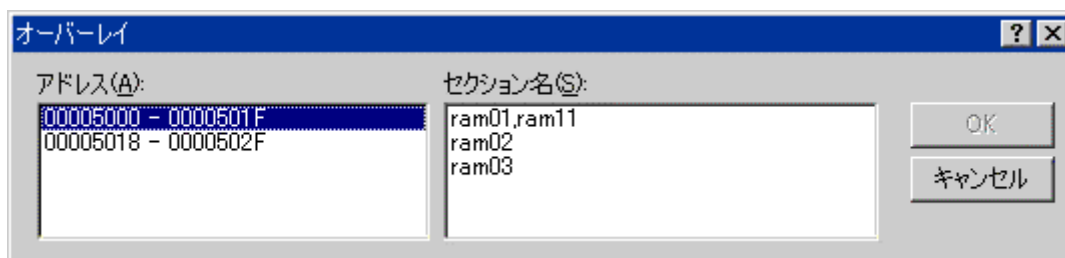 オーバーレイ
アドレス(A):
00005000 - 0000501F
00005018 - 0000502F
セクション名(S):
ram01,ram11
ram02
ram03
OK
キャンセル